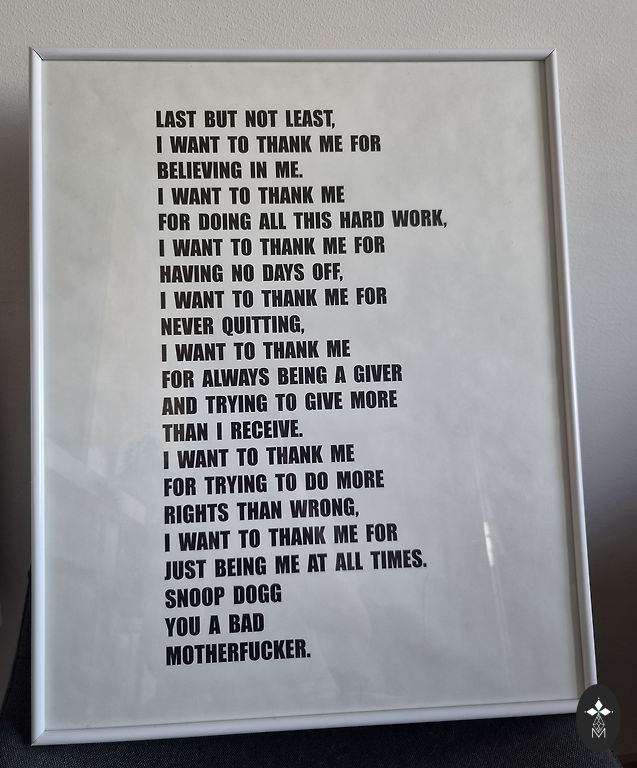 LAST BUT NOT LEAST,
I WANT TO THANK ME FOR
BELIEVING IN ME.
I WANT TO THANK ME
FOR DOING ALL THIS HARD WORK,
I WANT TO THANK ME FOR
HAVING NO DAYS OFF,
I WANT TO THANK ME FOR
NEVER QUITTING,
I WANT TO THANK ME
FOR ALWAYS BEING A GIVER
AND TRYING TO GIVE MORE
THAN I RECEIVE.
I WANT TO THANK ME
FOR TRYING TO DO MORE
RIGHTS THAN WRONG,
I WANT TO THANK ME FOR
JUST BEING ME AT ALL TIMES.
SNOOP DOGG
YOU A BAD
MOTHERFUCKER.
M